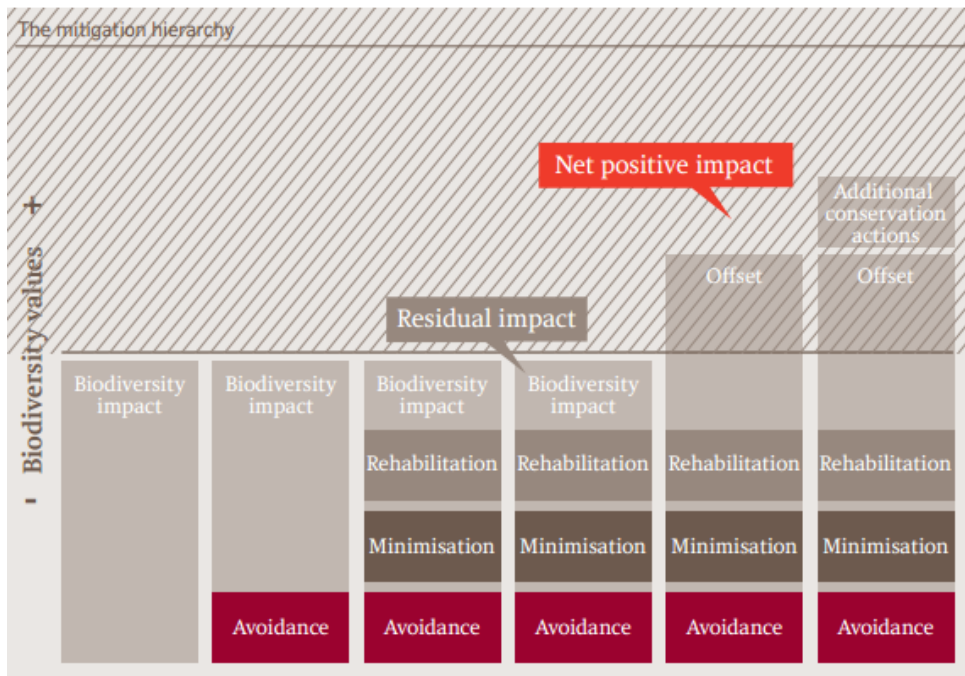 The mitigation hierarchy
Net positive impact
Additional
conservation
actions
Offset
Offset
Residual impact
- Biodiversity values +
Biodiversity
impact
Biodiversity
impact
Biodiversity
impact
Biodiversity
impact
Rehabilitation
Rehabilitation
Rehabilitation
Rehabilitation
Minimisation
Minimisation
Minimisation
Minimisation
Avoidance
Avoidance
Avoidance
Avoidance
Avoidance